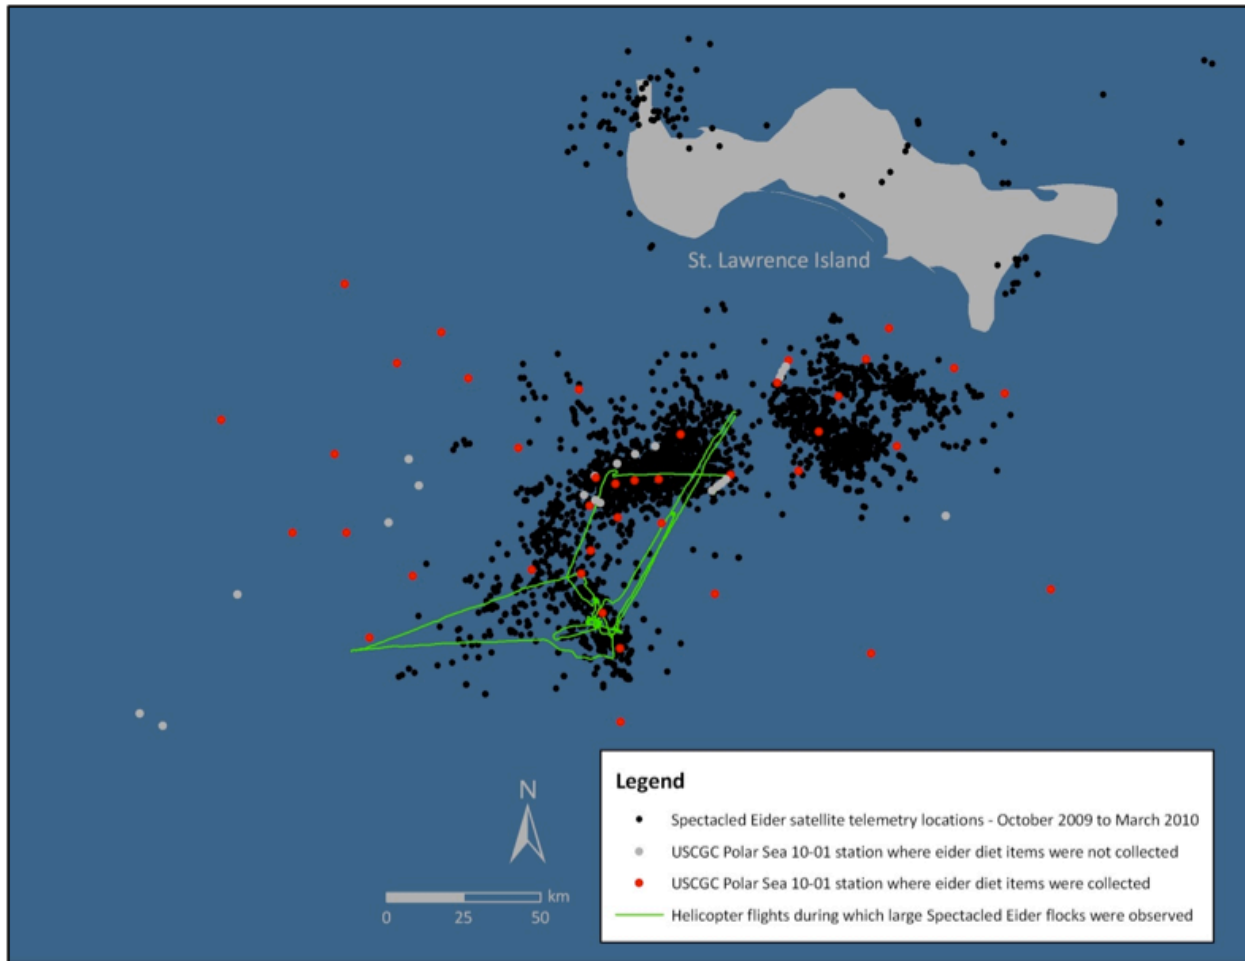 St. Lawrence Island
N
km
0 25 50
Legend
Spectacled Eider satellite telemetry locations - October 2009 to March 2010
USCGC Polar Sea 10-01 station where eider diet items were not collected
USCGC Polar Sea 10-01 station where eider diet items were collected
Helicopter flights during which large Spectacled Eider flocks were observed